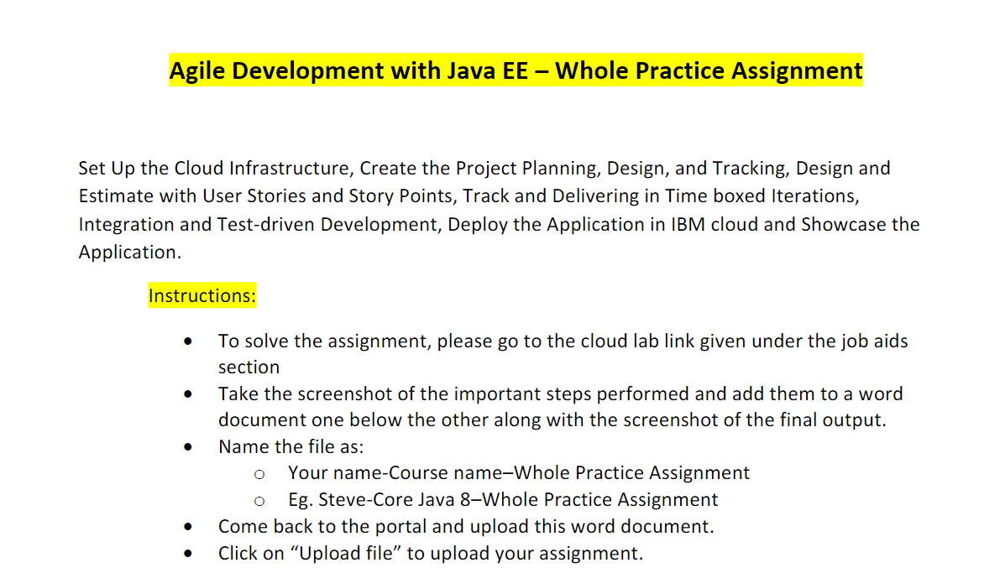 Agile Development with Java EE – Whole Practice Assignment
Set Up the Cloud Infrastructure, Create the Project Planning, Design, and Tracking, Design and
Estimate with User Stories and Story Points, Track and Delivering in Time boxed Iterations,
Integration and Test-driven Development, Deploy the Application in IBM cloud and Showcase the
Application.
Instructions:
• To solve the assignment, please go to the cloud lab link given under the job aids
section
• Take the screenshot of the important steps performed and add them to a word
document one below the other along with the screenshot of the final output.
• Name the file as:
○ Your name-Course name–Whole Practice Assignment
○ Eg. Steve-Core Java 8–Whole Practice Assignment
• Come back to the portal and upload this word document.
• Click on “Upload file” to upload your assignment.